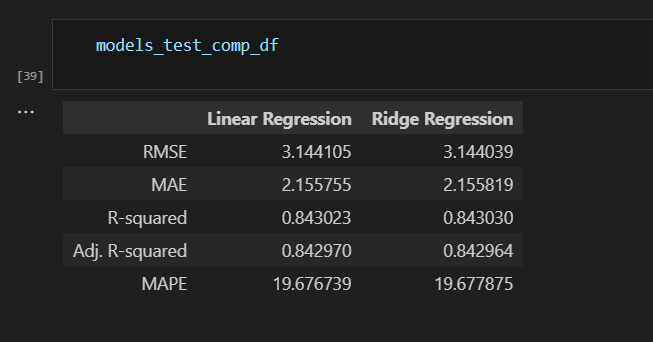 models_test_comp_df
[39]
...
Linear Regression Ridge Regression
RMSE 3.144105 3.144039
MAE 2.155755 2.155819
R-squared 0.843023 0.843030
Adj. R-squared 0.842970 0.842964
MAPE 19.676739 19.677875